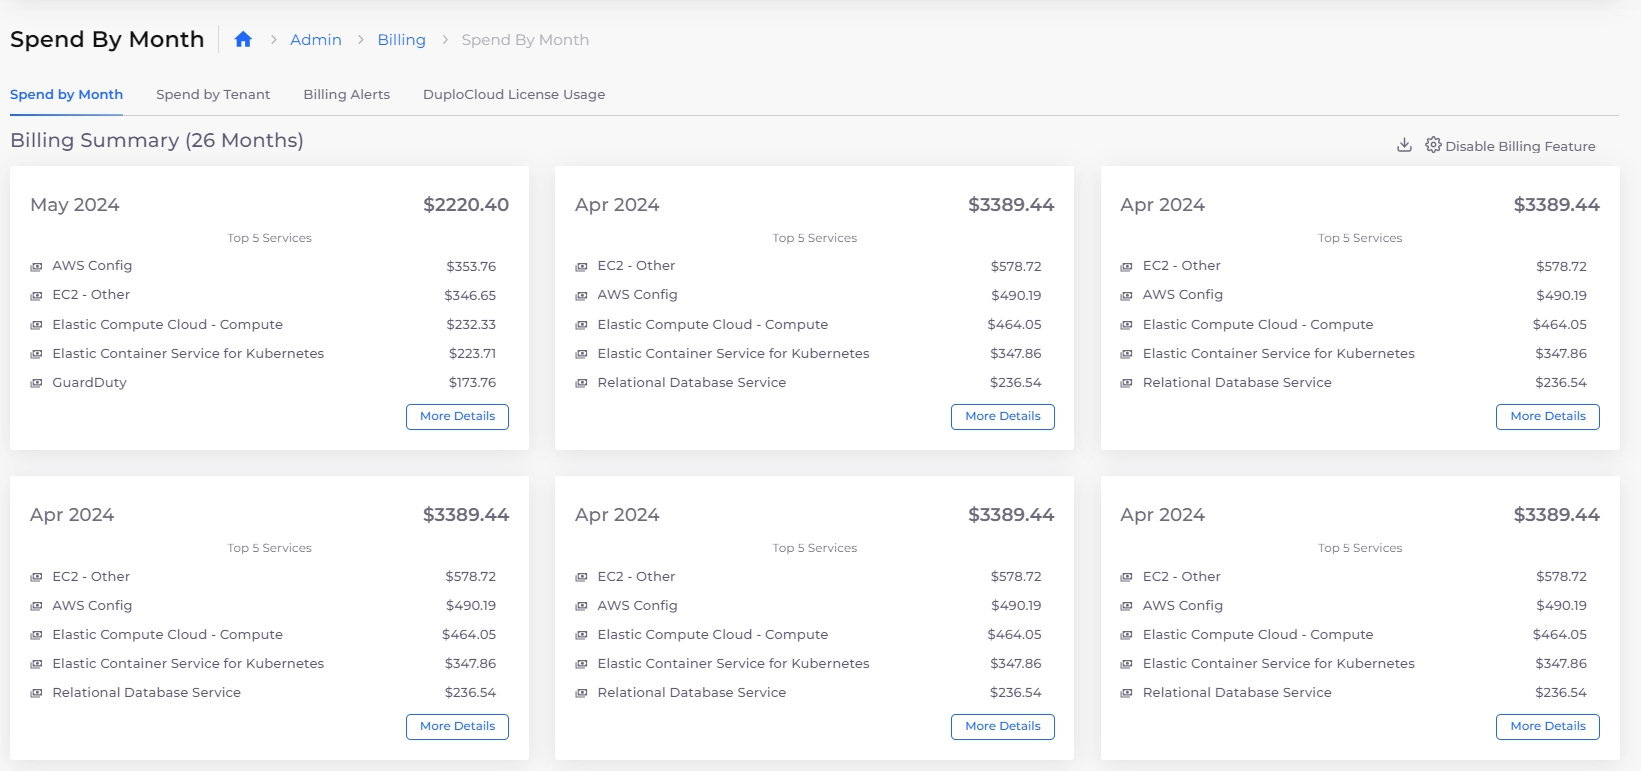 Spend By Month > Admin > Billing > Spend By Month
Spend by Month Spend by Tenant Billing Alerts DuploCloud License Usage
Billing Summary (26 Months)
Disable Billing Feature
May 2024 $2220.40
Top 5 Services
AWS Config $353.76
EC2 - Other $346.65
Elastic Compute Cloud - Compute $232.33
Elastic Container Service for Kubernetes $223.71
GuardDuty $173.76
More Details
Apr 2024 $3389.44
Top 5 Services
EC2 - Other $578.72
AWS Config $490.19
Elastic Compute Cloud - Compute $464.05
Elastic Container Service for Kubernetes $347.86
Relational Database Service $236.54
More Details
Apr 2024 $3389.44
Top 5 Services
EC2 - Other $578.72
AWS Config $490.19
Elastic Compute Cloud - Compute $464.05
Elastic Container Service for Kubernetes $347.86
Relational Database Service $236.54
More Details
Apr 2024 $3389.44
Top 5 Services
EC2 - Other $578.72
AWS Config $490.19
Elastic Compute Cloud - Compute $464.05
Elastic Container Service for Kubernetes $347.86
Relational Database Service $236.54
More Details
Apr 2024 $3389.44
Top 5 Services
EC2 - Other $578.72
AWS Config $490.19
Elastic Compute Cloud - Compute $464.05
Elastic Container Service for Kubernetes $347.86
Relational Database Service $236.54
More Details
Apr 2024 $3389.44
Top 5 Services
EC2 - Other $578.72
AWS Config $490.19
Elastic Compute Cloud - Compute $464.05
Elastic Container Service for Kubernetes $347.86
Relational Database Service $236.54
More Details